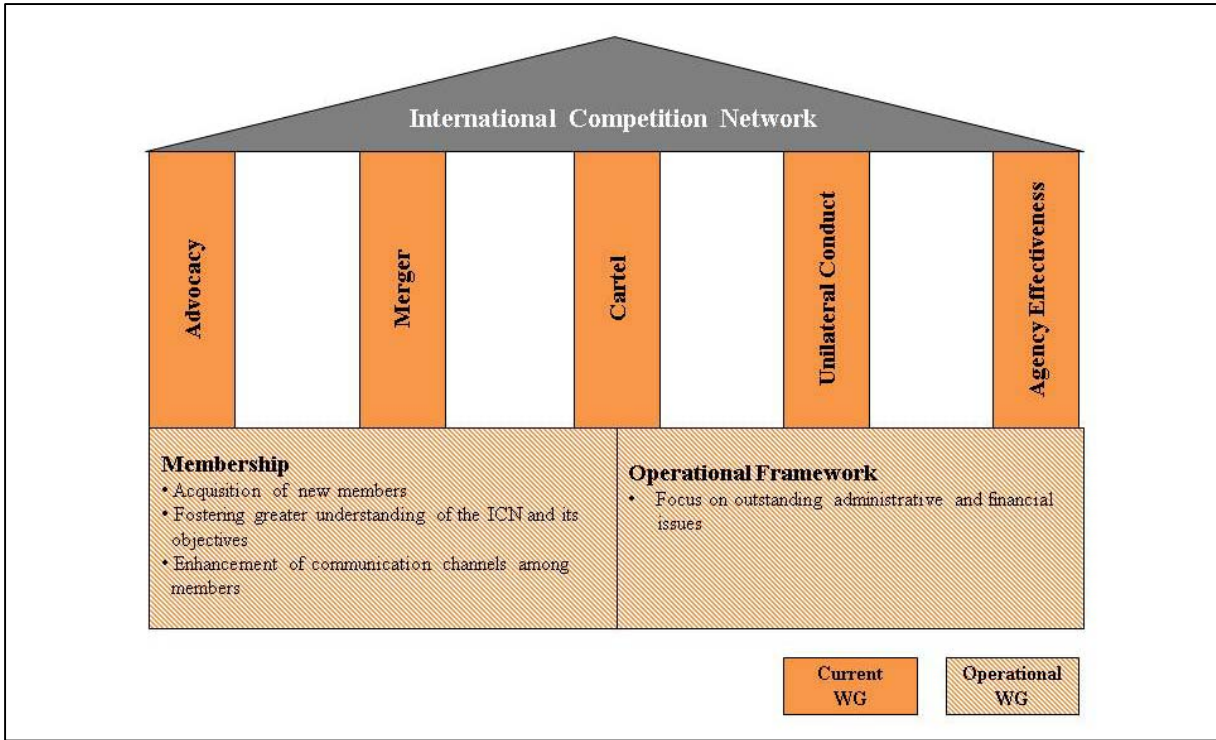 International Competition Network
Advocacy
Merger
Cartel
Unilateral Conduct
Agency Effectiveness
Membership
• Acquisition of new members
• Fostering greater understanding of the ICN and its
objectives
• Enhancement of communication channels among
members
Operational Framework
• Focus on outstanding administrative and financial
issues
Current
WG
Operational
WG